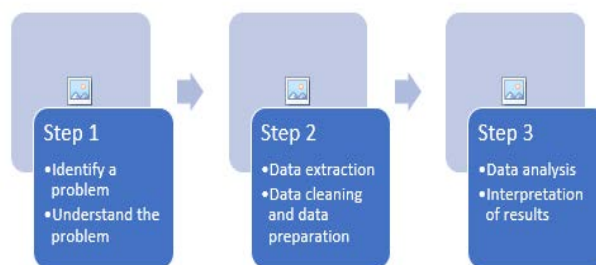 Step 1
•Identify a
problem
•Understand the
problem
Step 2
•Data extraction
•Data cleaning
and data
preparation
Step 3
•Data analysis
•Interpretation
of results